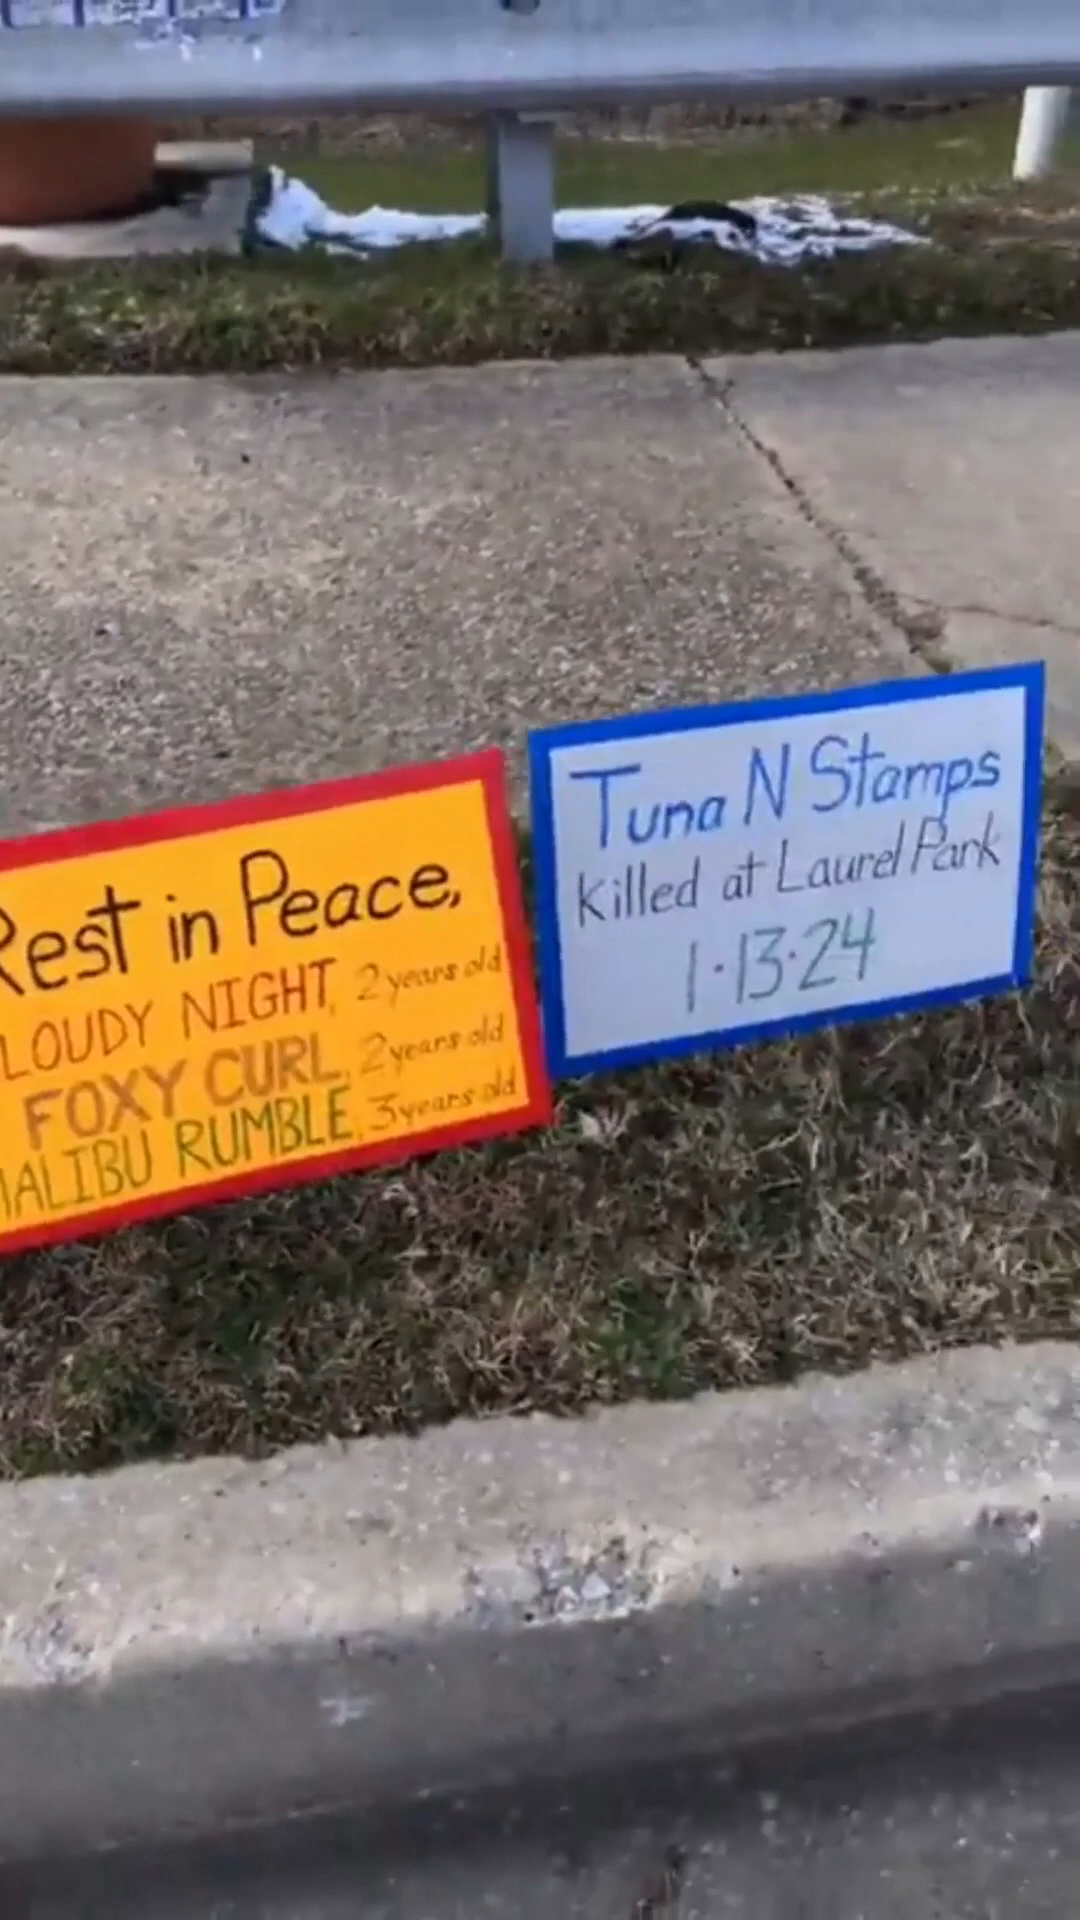 Rest in Peace,
LOUDY NIGHT, 2 years old
FOXY CURL, 2 years old
MALIBU RUMBLE, 3 years old
Tuna N Stamps
Killed at Laurel Park
1·13·24